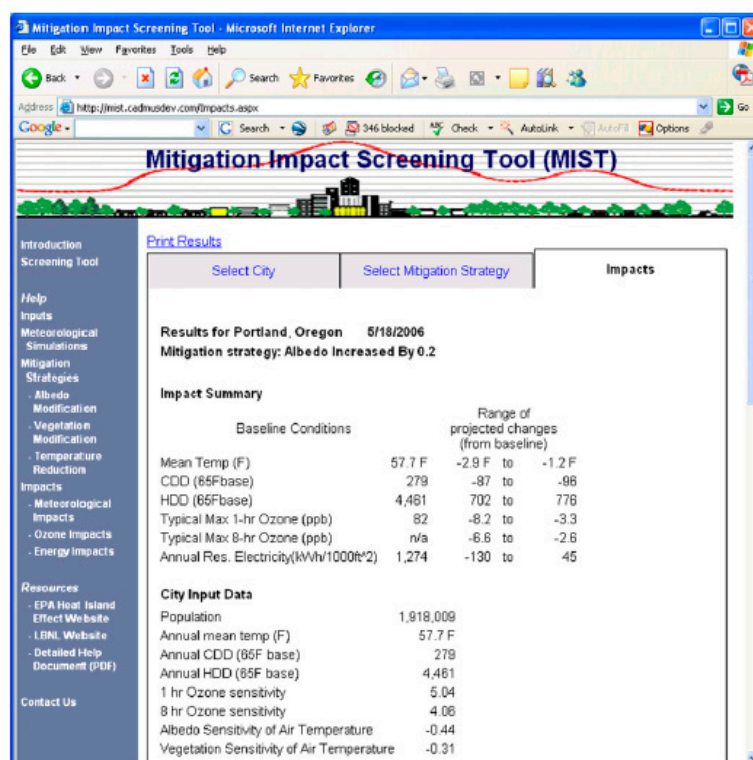 Mitigation Impact Screening Tool - Microsoft Internet Explorer
File Edit View Favorites Tools Help
Back Search Favorites
Address http://mist.cadmusdev.com/Impacts.aspx Go
Google - Search 346 blocked Check AutoLink AutoFill Options
Mitigation Impact Screening Tool (MIST)
Introduction
Screening Tool
Help
Inputs
Meteorological
Simulations
Mitigation
Strategies
- Albedo
Modification
- Vegetation
Modification
- Temperature
Reduction
Impacts
- Meteorological
Impacts
- Ozone Impacts
- Energy Impacts
Resources
- EPA Heat Island
Effect Website
- LBNL Website
- Detailed Help
Document (PDF)
Contact Us
Print Results
Select City Select Mitigation Strategy Impacts
Results for Portland, Oregon 5/18/2006
Mitigation strategy: Albedo Increased By 0.2
Impact Summary
Baseline Conditions
Range of
projected changes
(from baseline)
Mean Temp (F) 57.7 F -2.9 F to -1.2 F
CDD (65Fbase) 279 -87 to -96
HDD (65Fbase) 4,461 702 to 776
Typical Max 1-hr Ozone (ppb) 82 -8.2 to -3.3
Typical Max 8-hr Ozone (ppb) n/a -6.6 to -2.6
Annual Res. Electricity(kWh/1000ft^2) 1,274 -130 to 45
City Input Data
Population 1,918,009
Annual mean temp (F) 57.7 F
Annual CDD (65F base) 279
Annual HDD (65F base) 4,461
1 hr Ozone sensitivity 5.04
8 hr Ozone sensitivity 4.06
Albedo Sensitivity of Air Temperature -0.44
Vegetation Sensitivity of Air Temperature -0.31